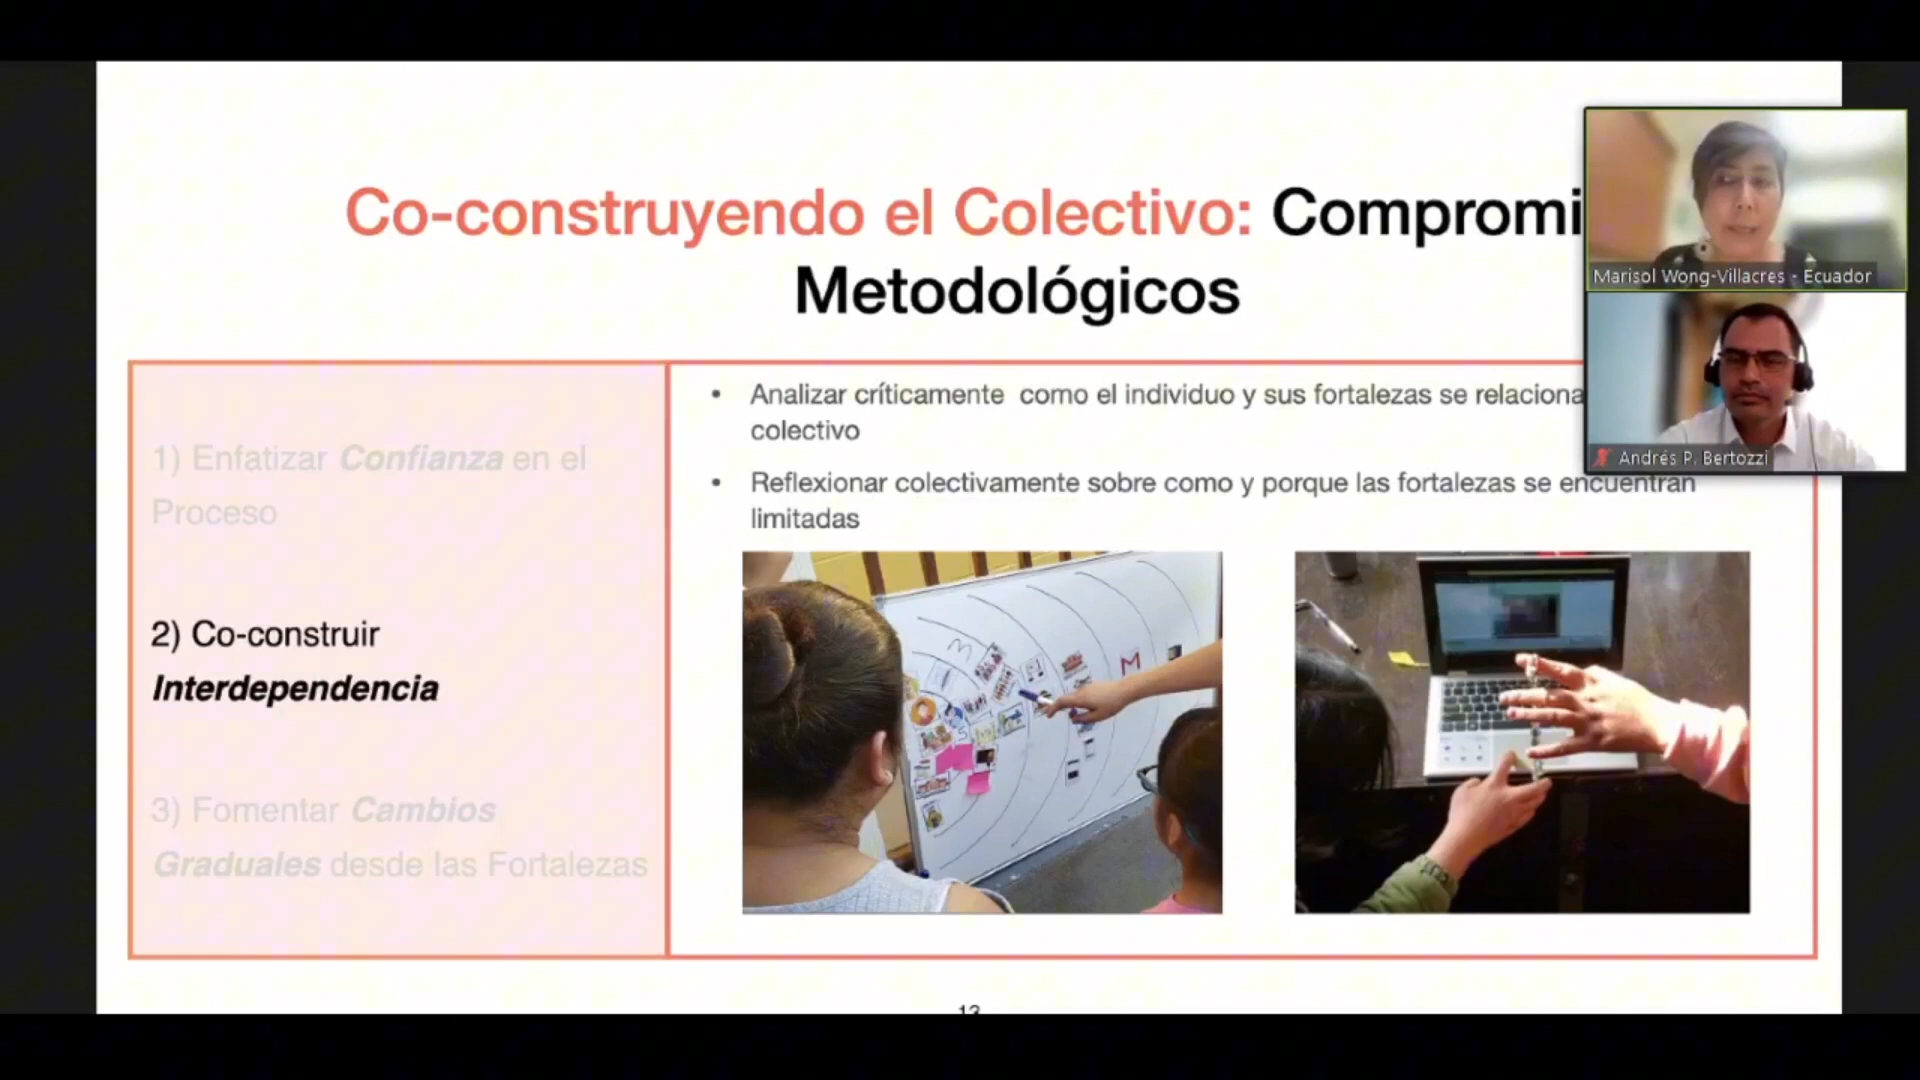 Co-construyendo el Colectivo: Compromi
Metodológicos
Marisol Wong-Villacres - Ecuador
Andrés P. Bertozzi
1) Enfatizar Confianza en el
Proceso
2) Co-construir
Interdependencia
3) Fomentar Cambios
Graduales desde las Fortalezas
• Analizar críticamente como el individuo y sus fortalezas se relaciona
colectivo
• Reflexionar colectivamente sobre como y porque las fortalezas se encuentran
limitadas
M
13